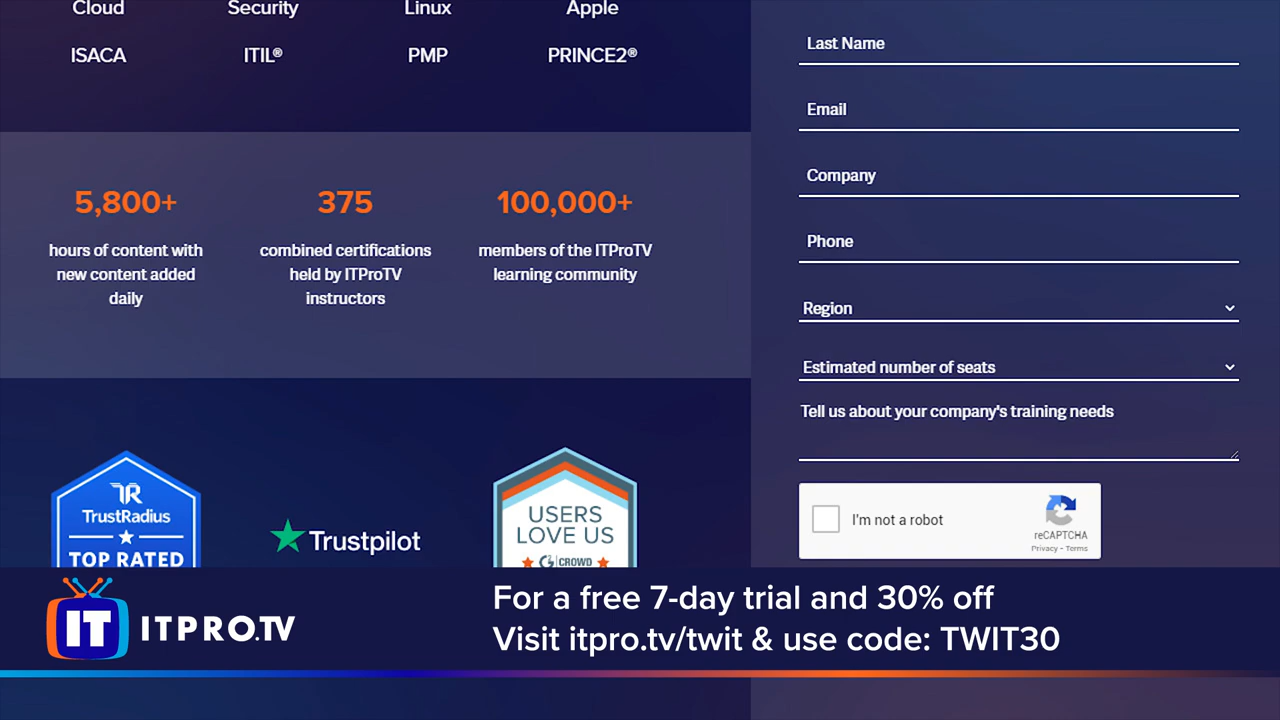 Cloud Security Linux Apple
ISACA ITIL® PMP PRINCE2®
5,800+
hours of content with
new content added
daily
375
combined certifications
held by ITProTV
instructors
100,000+
members of the ITProTV
learning community
TR
TrustRadius
TOP RATED
Trustpilot
USERS
LOVE US
G2 | CROWD
Last Name
Email
Company
Phone
Region
Estimated number of seats
Tell us about your company's training needs
I'm not a robot
reCAPTCHA
Privacy - Terms
IT ITPRO.TV
For a free 7-day trial and 30% off
Visit itpro.tv/twit & use code: TWIT30